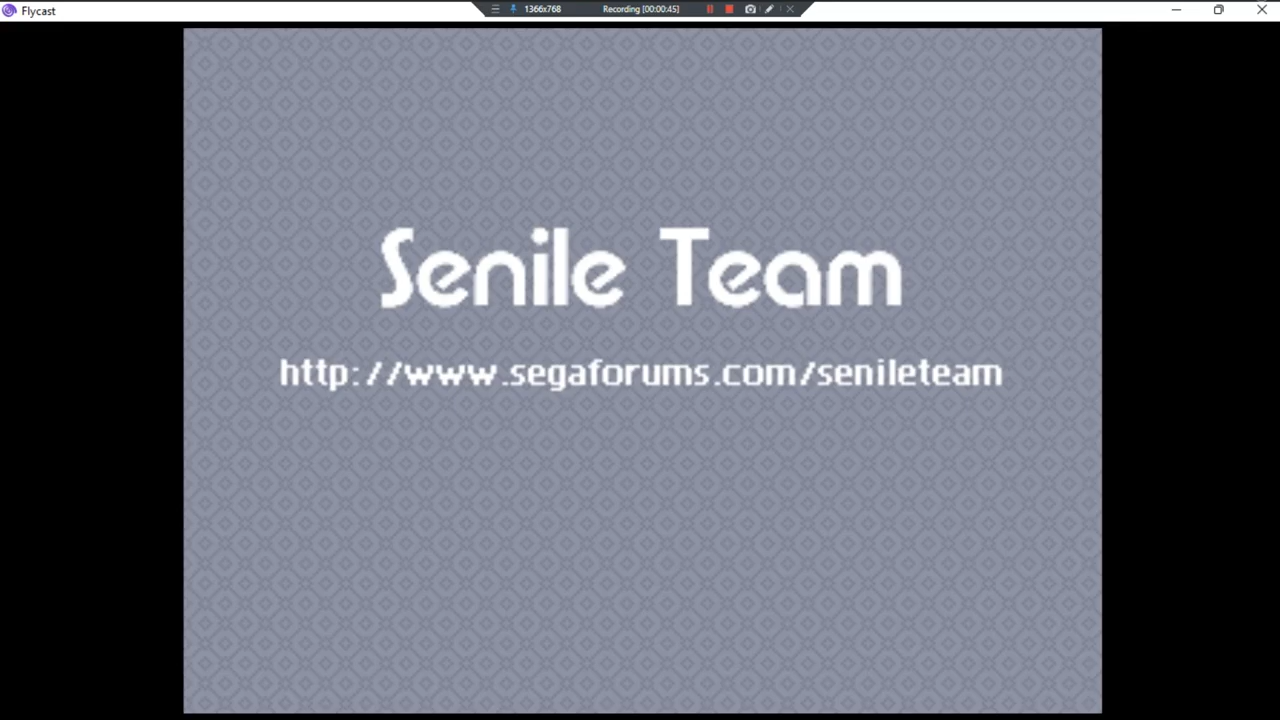 Flycast
1366x768
Recording [00:00:45]
Senile Team
http://www.segaforums.com/senileteam